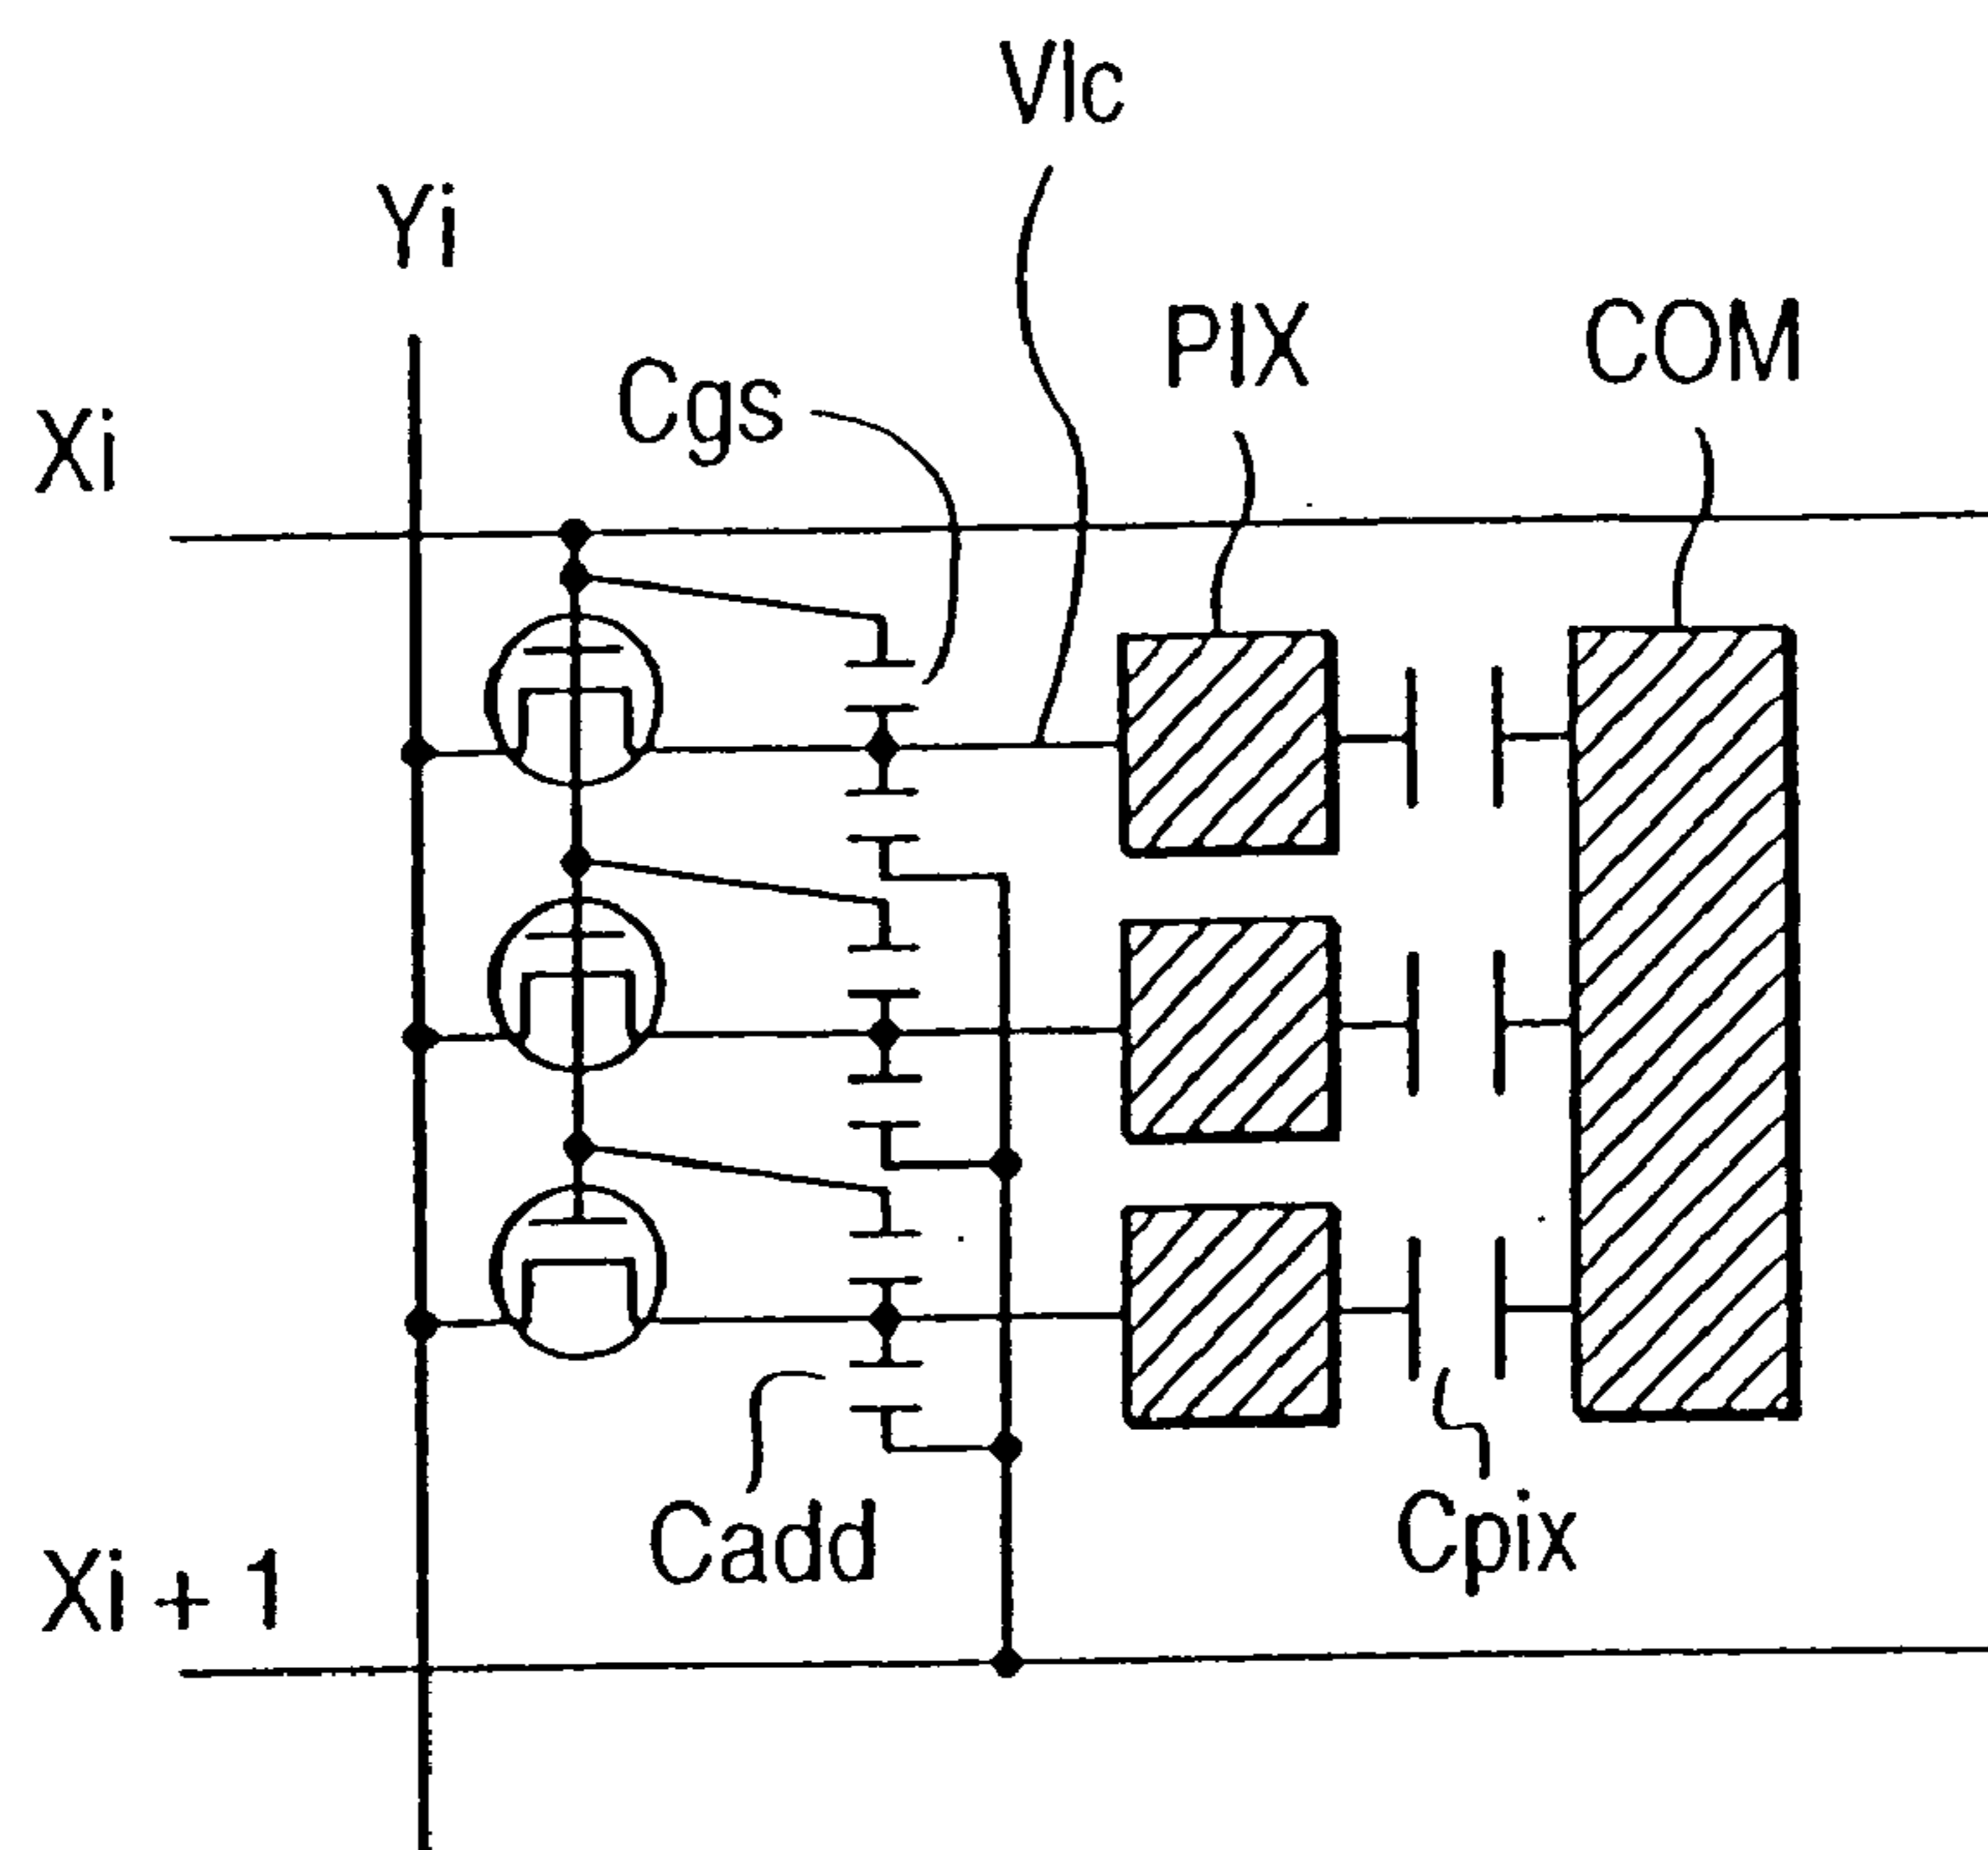 Vlc
Yi
PIX
COM
Cgs
Xi
Cadd
Cpix
Xi + 1